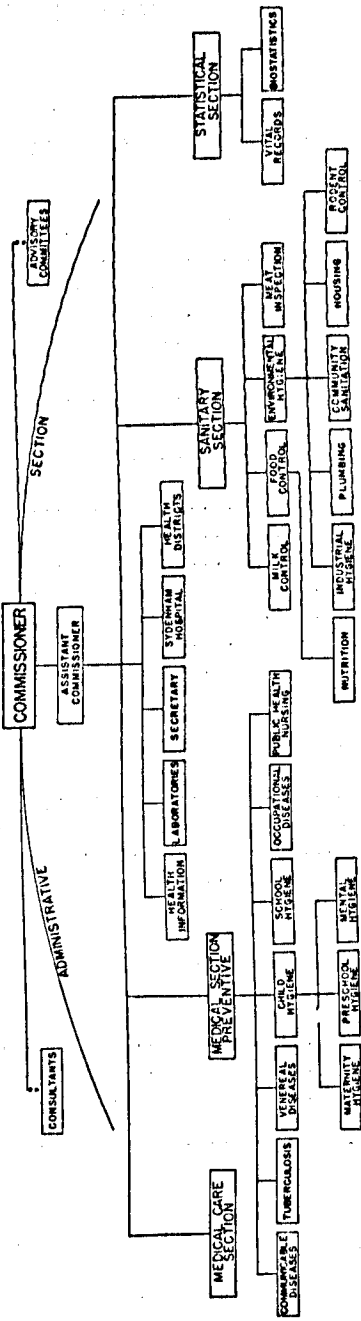 COMMISSIONER
CONSULTANTS
ADVISORY
COMMITTEES
ADMINISTRATIVE
SECTION
ASSISTANT
COMMISSIONER
HEALTH
INFORMATION
LABORATORIES
SECRETARY
SYDENHAM
HOSPITAL
HEALTH
DISTRICTS
MEDICAL CARE
SECTION
MEDICAL SECTION
PREVENTIVE
SANITARY
SECTION
STATISTICAL
SECTION
COMMUNICABLE
DISEASES
TUBERCULOSIS
VENEREAL
DISEASES
CHILD
HYGIENE
SCHOOL
HYGIENE
OCCUPATIONAL
DISEASES
PUBLIC HEALTH
NURSING
MILK
CONTROL
FOOD
CONTROL
ENVIRONMENTAL
HYGIENE
MEAT
INSPECTION
VITAL
RECORDS
BIOSTATISTICS
MATERNITY
HYGIENE
PRESCHOOL
HYGIENE
MENTAL
HYGIENE
NUTRITION
INDUSTRIAL
HYGIENE
PLUMBING
COMMUNITY
SANITATION
HOUSING
RODENT
CONTROL